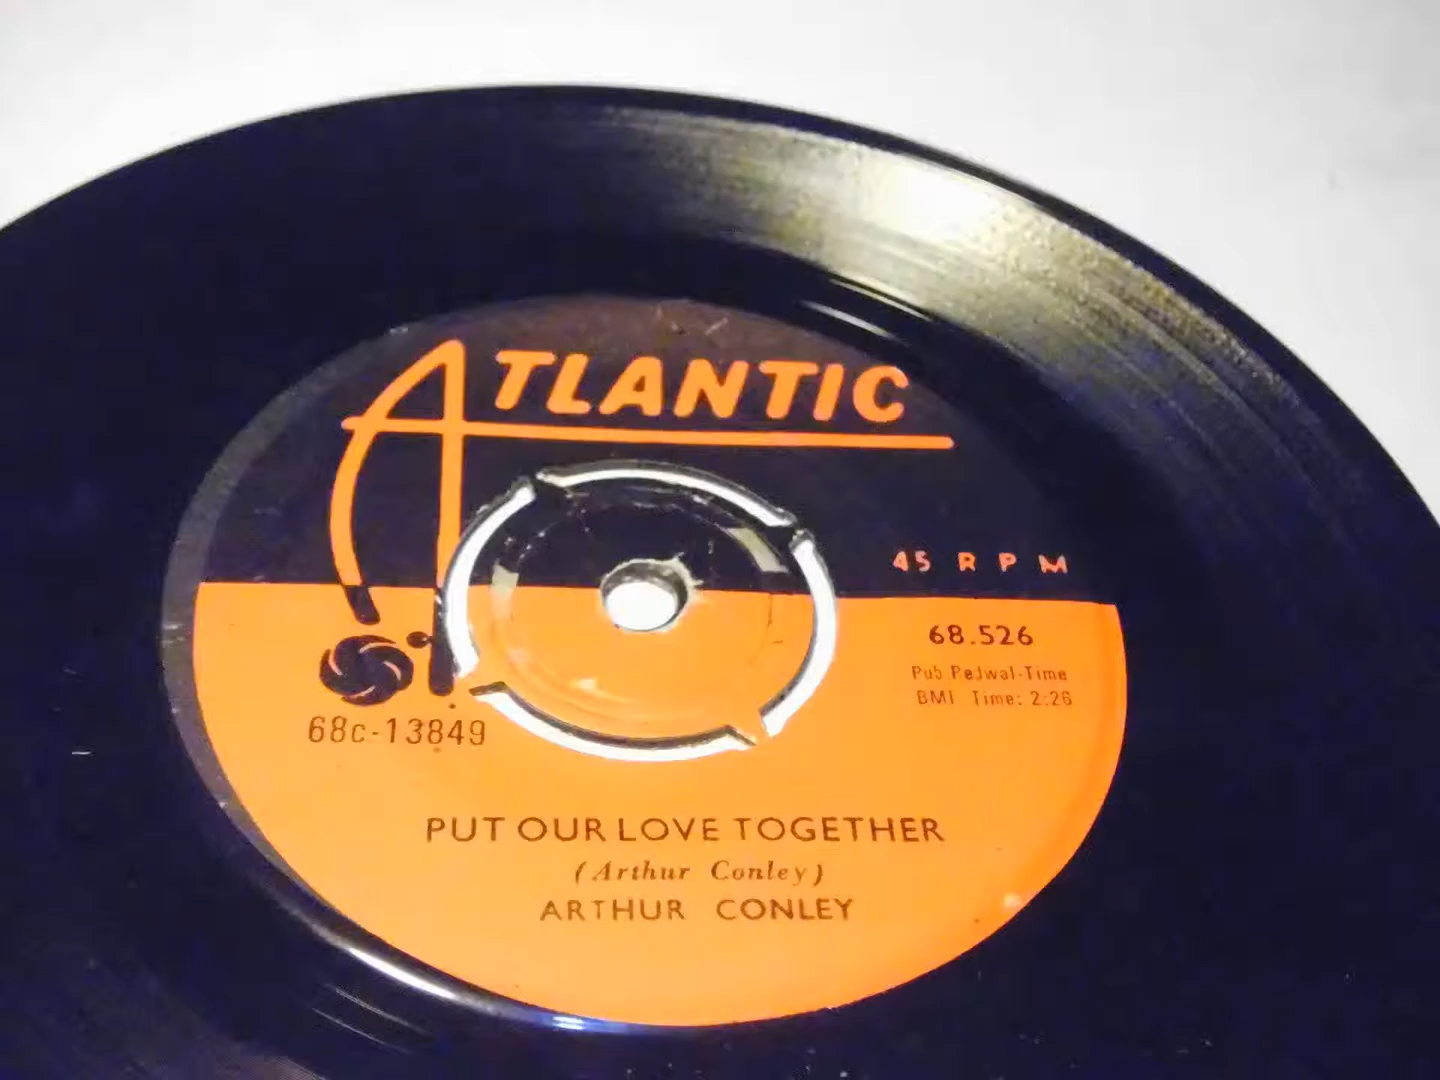 ATLANTIC
45 RPM
68.526
Pub. Pedwal-Time
BMI Time: 2:26
68c-13849
PUT OUR LOVE TOGETHER
(Arthur Conley)
ARTHUR CONLEY